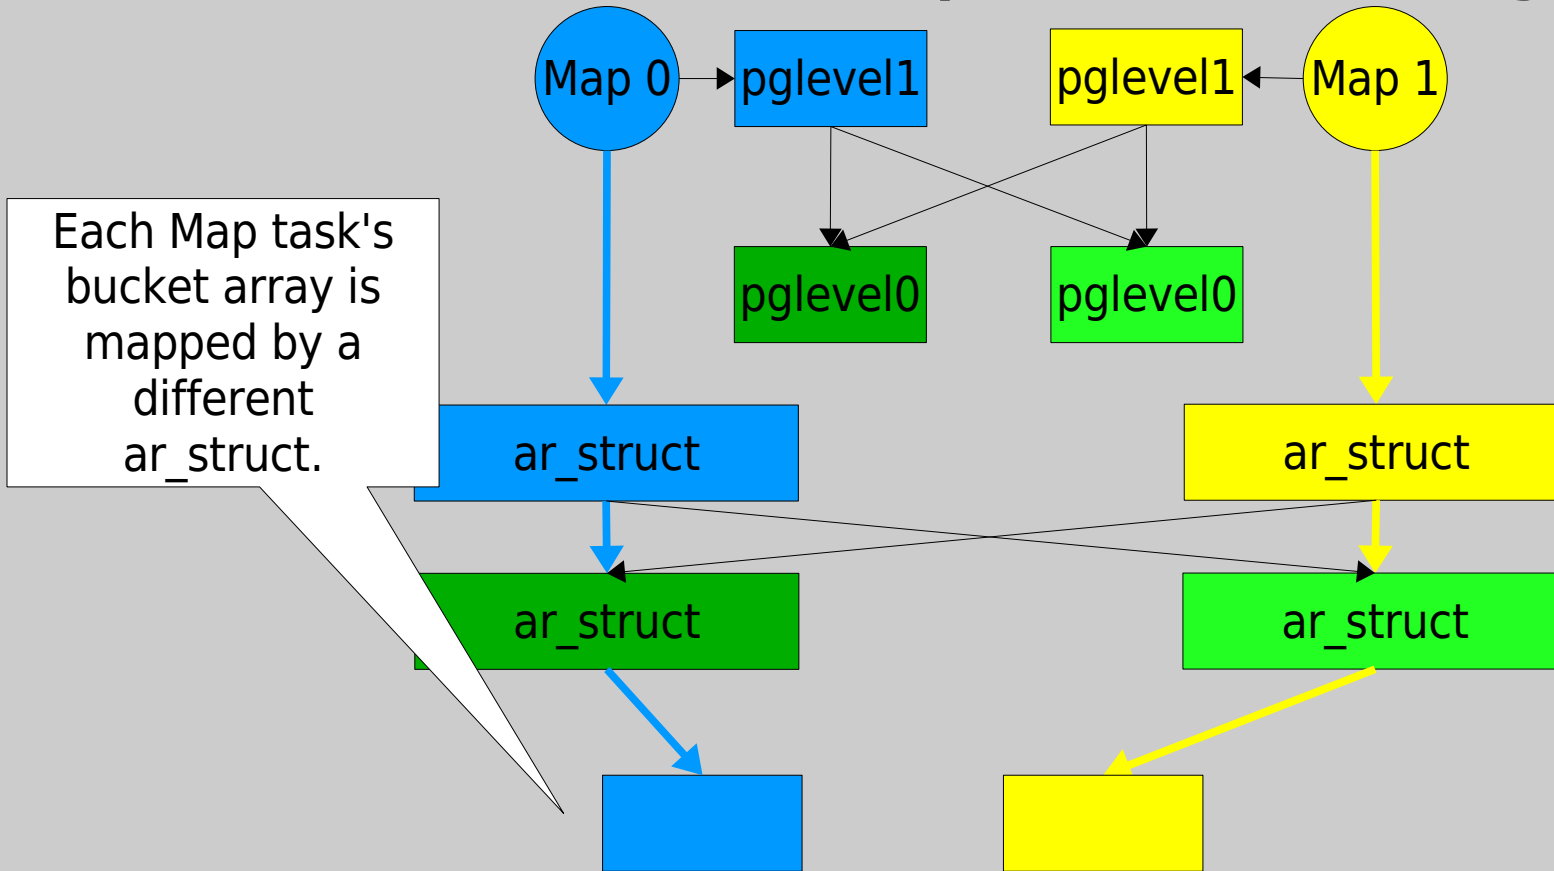 Map 0
pglevel1
pglevel1
Map 1
Each Map task's
bucket array is
mapped by a
different
ar_struct.
pglevel0
pglevel0
ar_struct
ar_struct
ar_struct
ar_struct